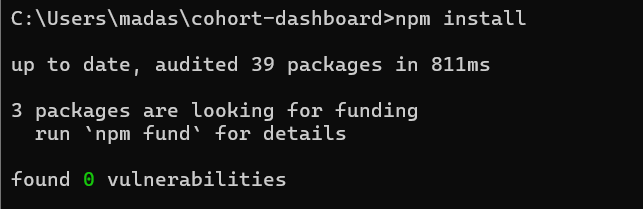 C:\Users\madas\cohort-dashboard>npm install
up to date, audited 39 packages in 811ms
3 packages are looking for funding
  run `npm fund` for details
found 0 vulnerabilities